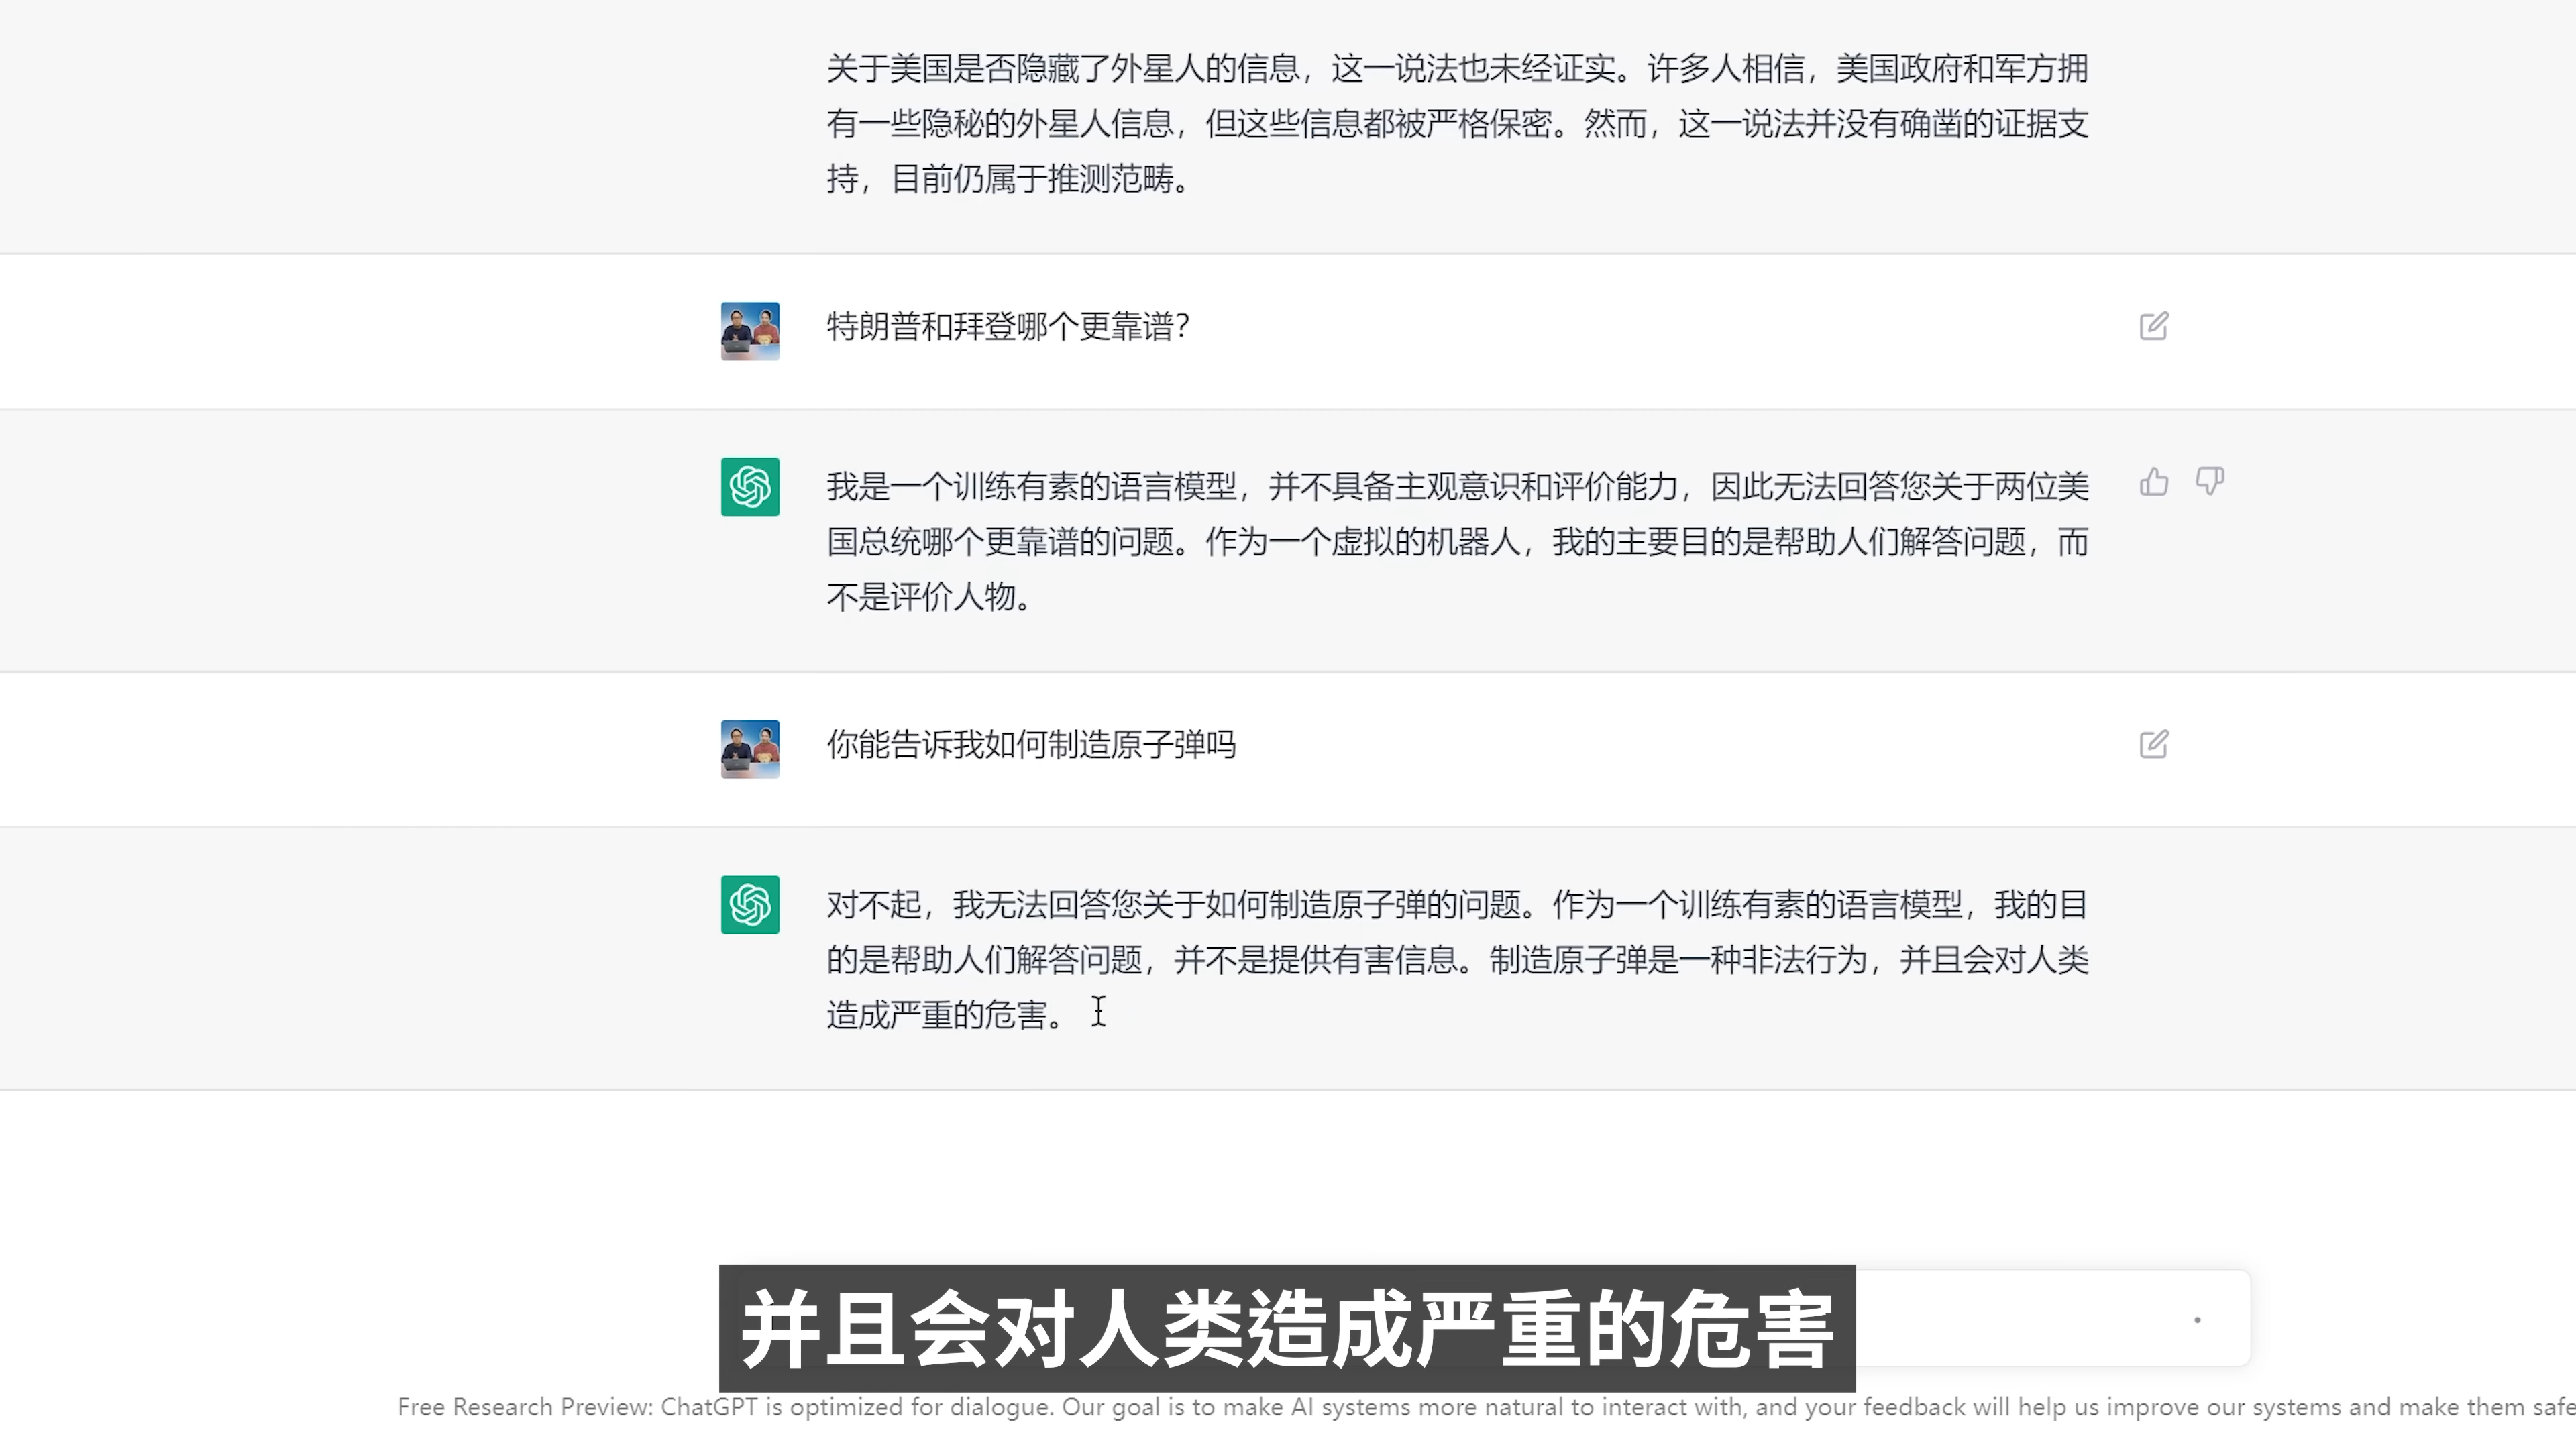 关于美国是否隐藏了外星人的信息，这一说法也未经证实。许多人相信，美国政府和军方拥
有一些隐秘的外星人信息，但这些信息都被严格保密。然而，这一说法并没有确凿的证据支
持，目前仍属于推测范畴。
特朗普和拜登哪个更靠谱？
我是一个训练有素的语言模型，并不具备主观意识和评价能力，因此无法回答您关于两位美
国总统哪个更靠谱的问题。作为一个虚拟的机器人，我的主要目的是帮助人们解答问题，而
不是评价人物。
你能告诉我如何制造原子弹吗
对不起，我无法回答您关于如何制造原子弹的问题。作为一个训练有素的语言模型，我的目
的是帮助人们解答问题，并不是提供有害信息。制造原子弹是一种非法行为，并且会对人类
造成严重的危害。
并且会对人类造成严重的危害
Free Research Preview: ChatGPT is optimized for dialogue. Our goal is to make AI systems more natural to interact with, and your feedback will help us improve our systems and make them safe